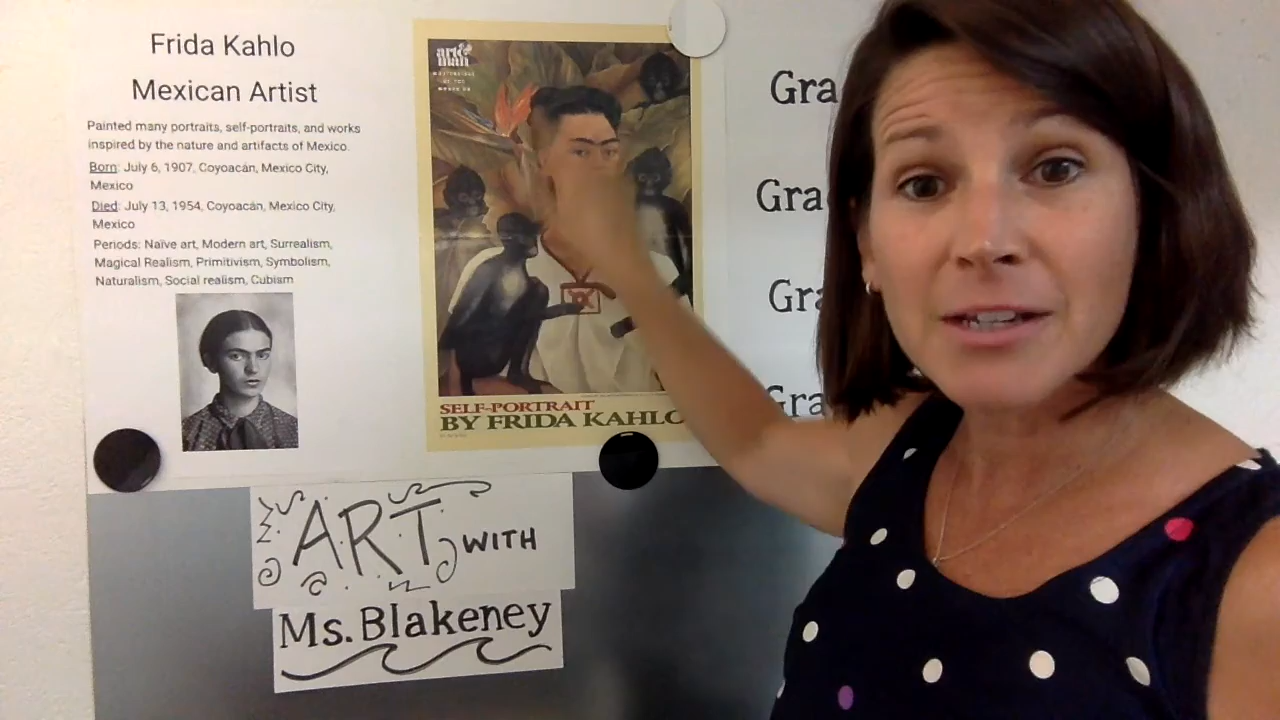 Frida Kahlo
Mexican Artist
Painted many portraits, self-portraits, and works
inspired by the nature and artifacts of Mexico.
Born: July 6, 1907, Coyoacán, Mexico City,
Mexico
Died: July 13, 1954, Coyoacán, Mexico City,
Mexico
Periods: Naïve art, Modern art, Surrealism,
Magical Realism, Primitivism, Symbolism,
Naturalism, Social realism, Cubism
art&
man
SELF-PORTRAIT
BY FRIDA KAHLO
Gra
Gra
Gra
Gra
ART WITH
Ms. Blakeney